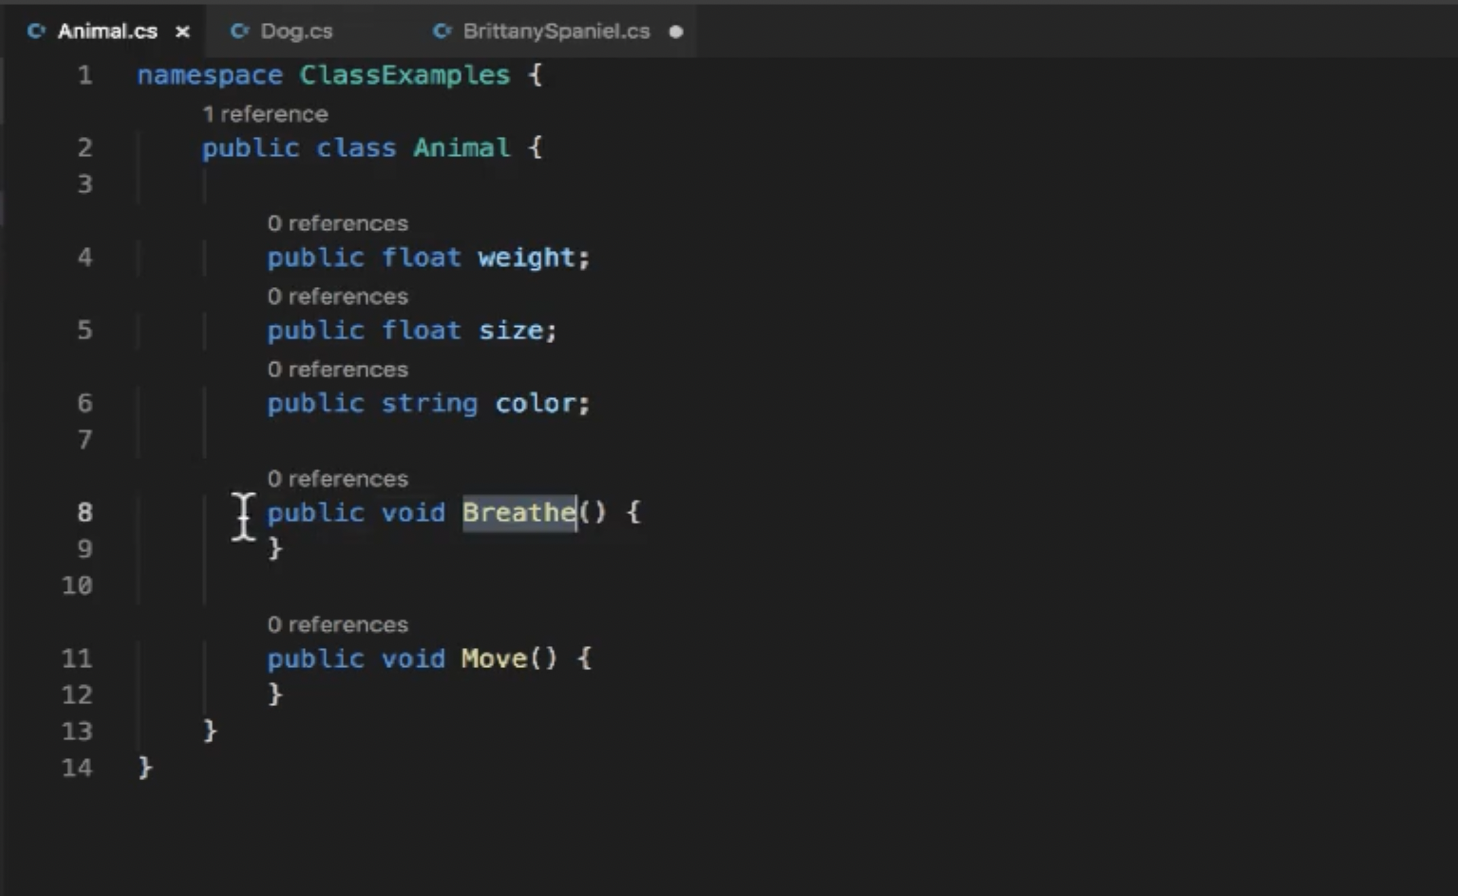 Animal.cs × Dog.cs BrittanySpaniel.cs ●
1 namespace ClassExamples {
1 reference
2 public class Animal {
3
0 references
4 public float weight;
0 references
5 public float size;
0 references
6 public string color;
7
0 references
8 public void Breathe() {
9 }
10
0 references
11 public void Move() {
12 }
13 }
14 }